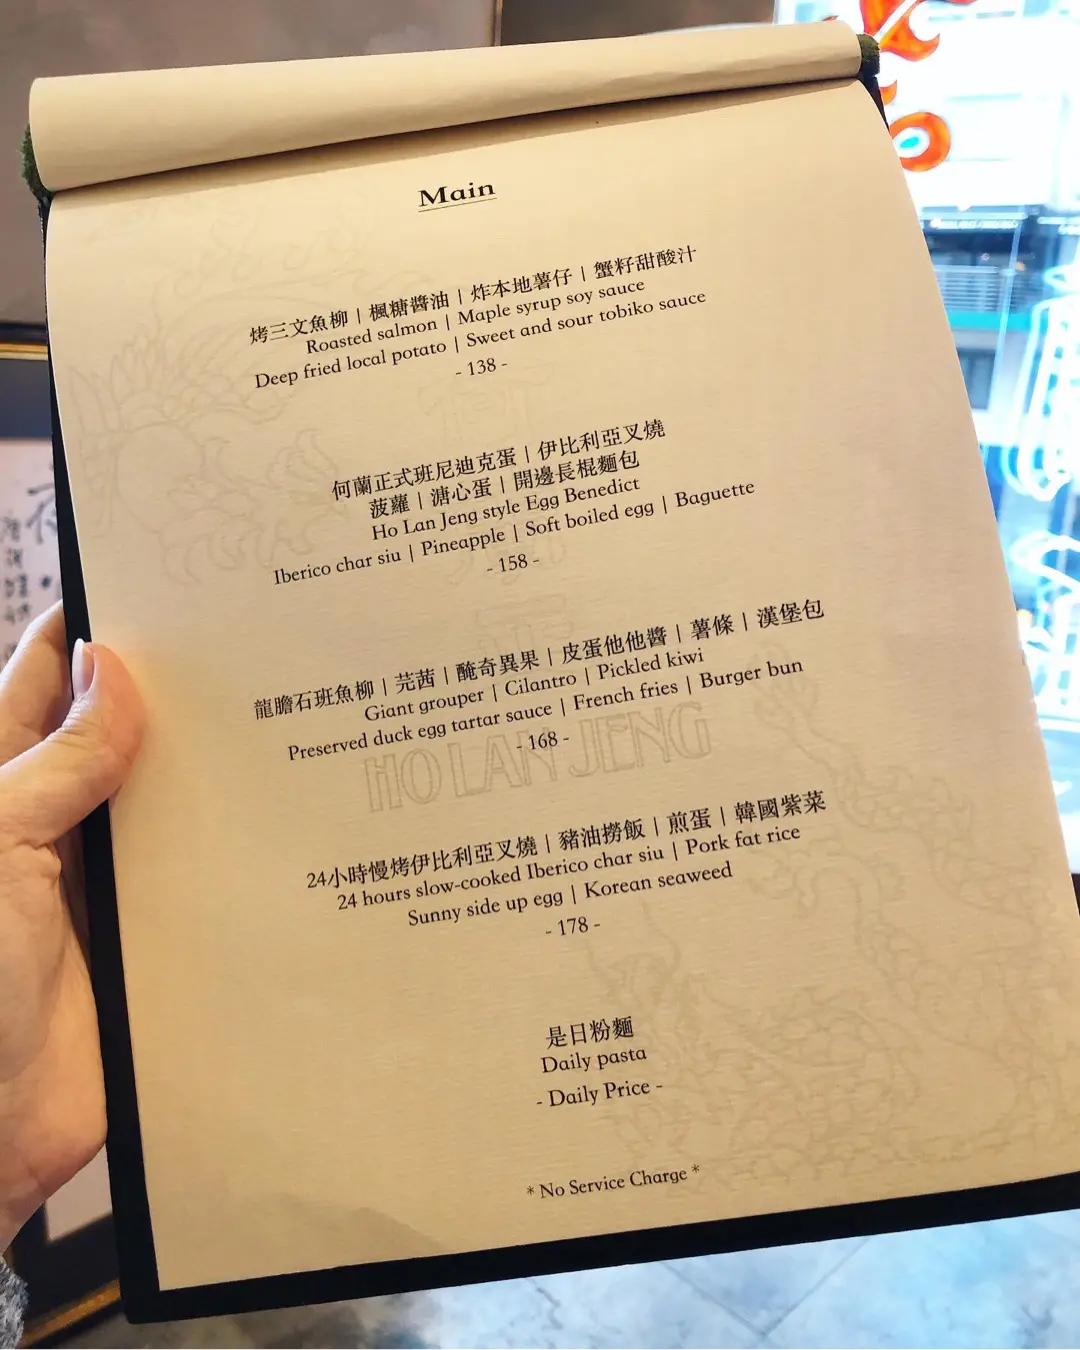 Main
烤三文魚柳 | 楓糖醬油 | 炸本地薯仔 | 蟹籽甜酸汁
Roasted salmon | Maple syrup soy sauce
Deep fried local potato | Sweet and sour tobiko sauce
- 138 -
何蘭正式班尼迪克蛋 | 伊比利亞叉燒
菠蘿 | 溏心蛋 | 開邊長棍麵包
Ho Lan Jeng style Egg Benedict
Iberico char siu | Pineapple | Soft boiled egg | Baguette
- 158 -
龍膽石班魚柳 | 芫茜 | 醃奇異果 | 皮蛋他他醬 | 薯條 | 漢堡包
Giant grouper | Cilantro | Pickled kiwi
Preserved duck egg tartar sauce | French fries | Burger bun
- 168 -
HO LAN JENG
24小時慢烤伊比利亞叉燒 | 豬油撈飯 | 煎蛋 | 韓國紫菜
24 hours slow-cooked Iberico char siu | Pork fat rice
Sunny side up egg | Korean seaweed
- 178 -
是日粉麵
Daily pasta
- Daily Price -
* No Service Charge *